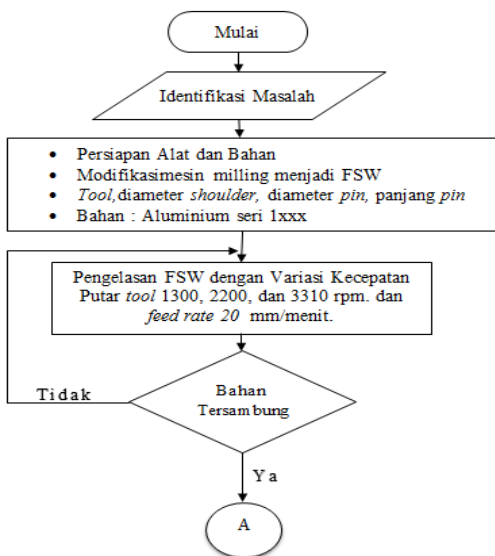 Mulai
Identifikasi Masalah
• Persiapan Alat dan Bahan
• Modifikasimesin milling menjadi FSW
• Tool,diameter shoulder, diameter pin, panjang pin
• Bahan : Aluminium seri 1xxx
Pengelasan FSW dengan Variasi Kecepatan
Putar tool 1300, 2200, dan 3310 rpm. dan
feed rate 20 mm/menit.
Tidak
Bahan
Tersambung
Ya
A